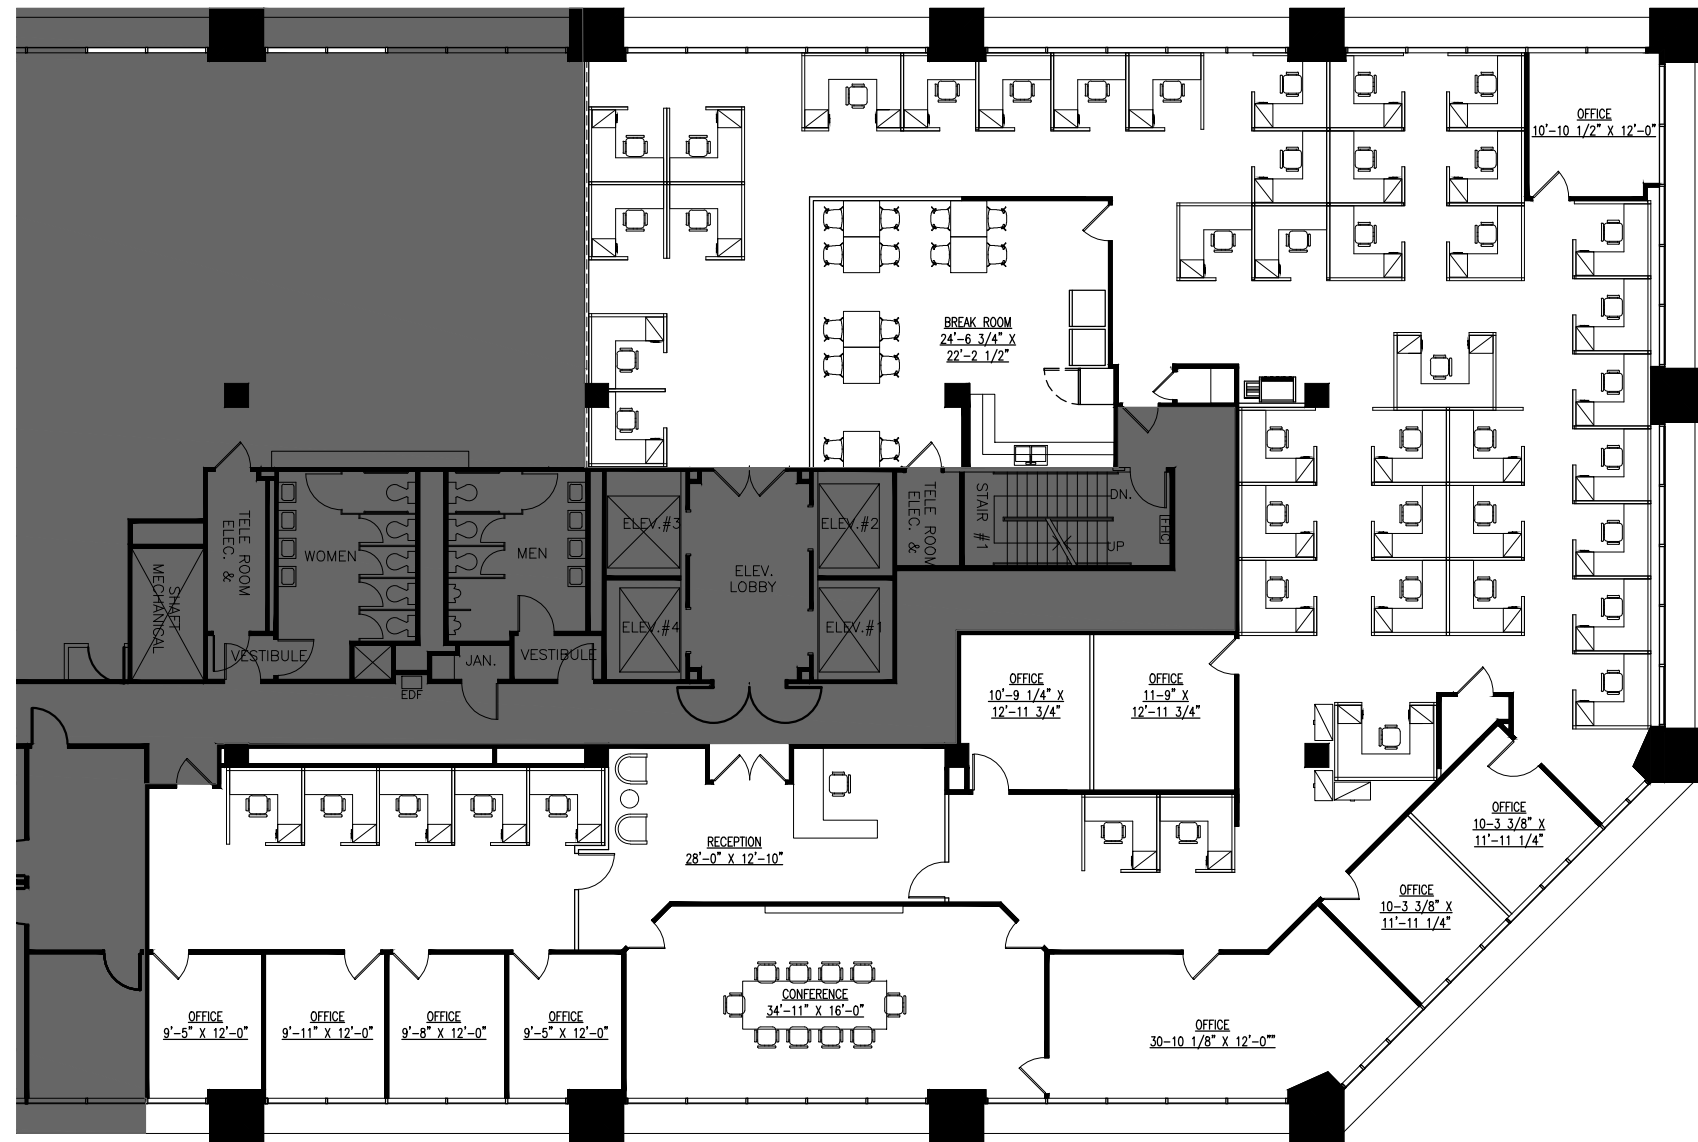 OFFICE
10'-10 1/2" X 12'-0"
BREAK ROOM
24'-6 3/4" X
22'-2 1/2"
TELE ROOM
ELEC. &
WOMEN
MEN
ELEV.#3
ELEV.#2
ELEV.
LOBBY
TELE ROOM
ELEC. &
STAIR #1
DN.
UP
FHC
SHAFT
MECHANICAL
ELEV.#4
ELEV.#1
VESTIBULE
JAN.
VESTIBULE
EDF
OFFICE
10'-9 1/4" X
12'-11 3/4"
OFFICE
11-9" X
12'-11 3/4"
RECEPTION
28'-0" X 12'-10"
OFFICE
10-3 3/8" X
11'-11 1/4"
OFFICE
10-3 3/8" X
11'-11 1/4"
CONFERENCE
34'-11" X 16'-0"
OFFICE
9'-5" X 12'-0"
OFFICE
9'-11" X 12'-0"
OFFICE
9'-8" X 12'-0"
OFFICE
9'-5" X 12'-0"
OFFICE
30-10 1/8" X 12'-0""